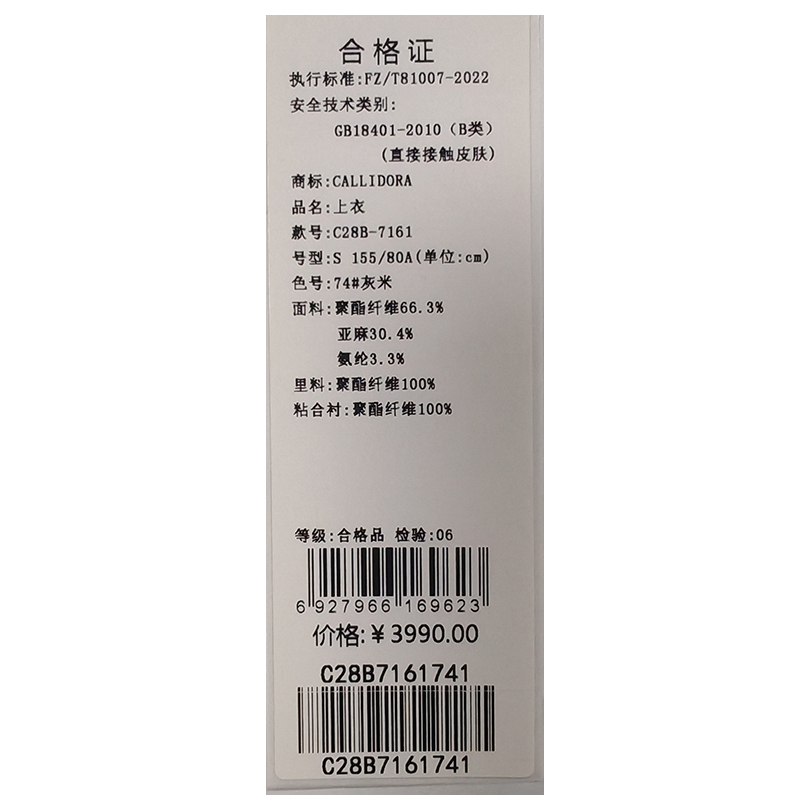 合格证
执行标准:FZ/T81007-2022
安全技术类别:
GB18401-2010(B类)
(直接接触皮肤)
商标:CALLIDORA
品名:上衣
款号:C28B-7161
号型:S 155/80A(单位:cm)
色号:74#灰米
面料:聚酯纤维66.3%
亚麻30.4%
氨纶3.3%
里料:聚酯纤维100%
粘合衬:聚酯纤维100%
等级:合格品 检验:06
6 927966 169623
价格:¥3990.00
C28B7161741
C28B7161741